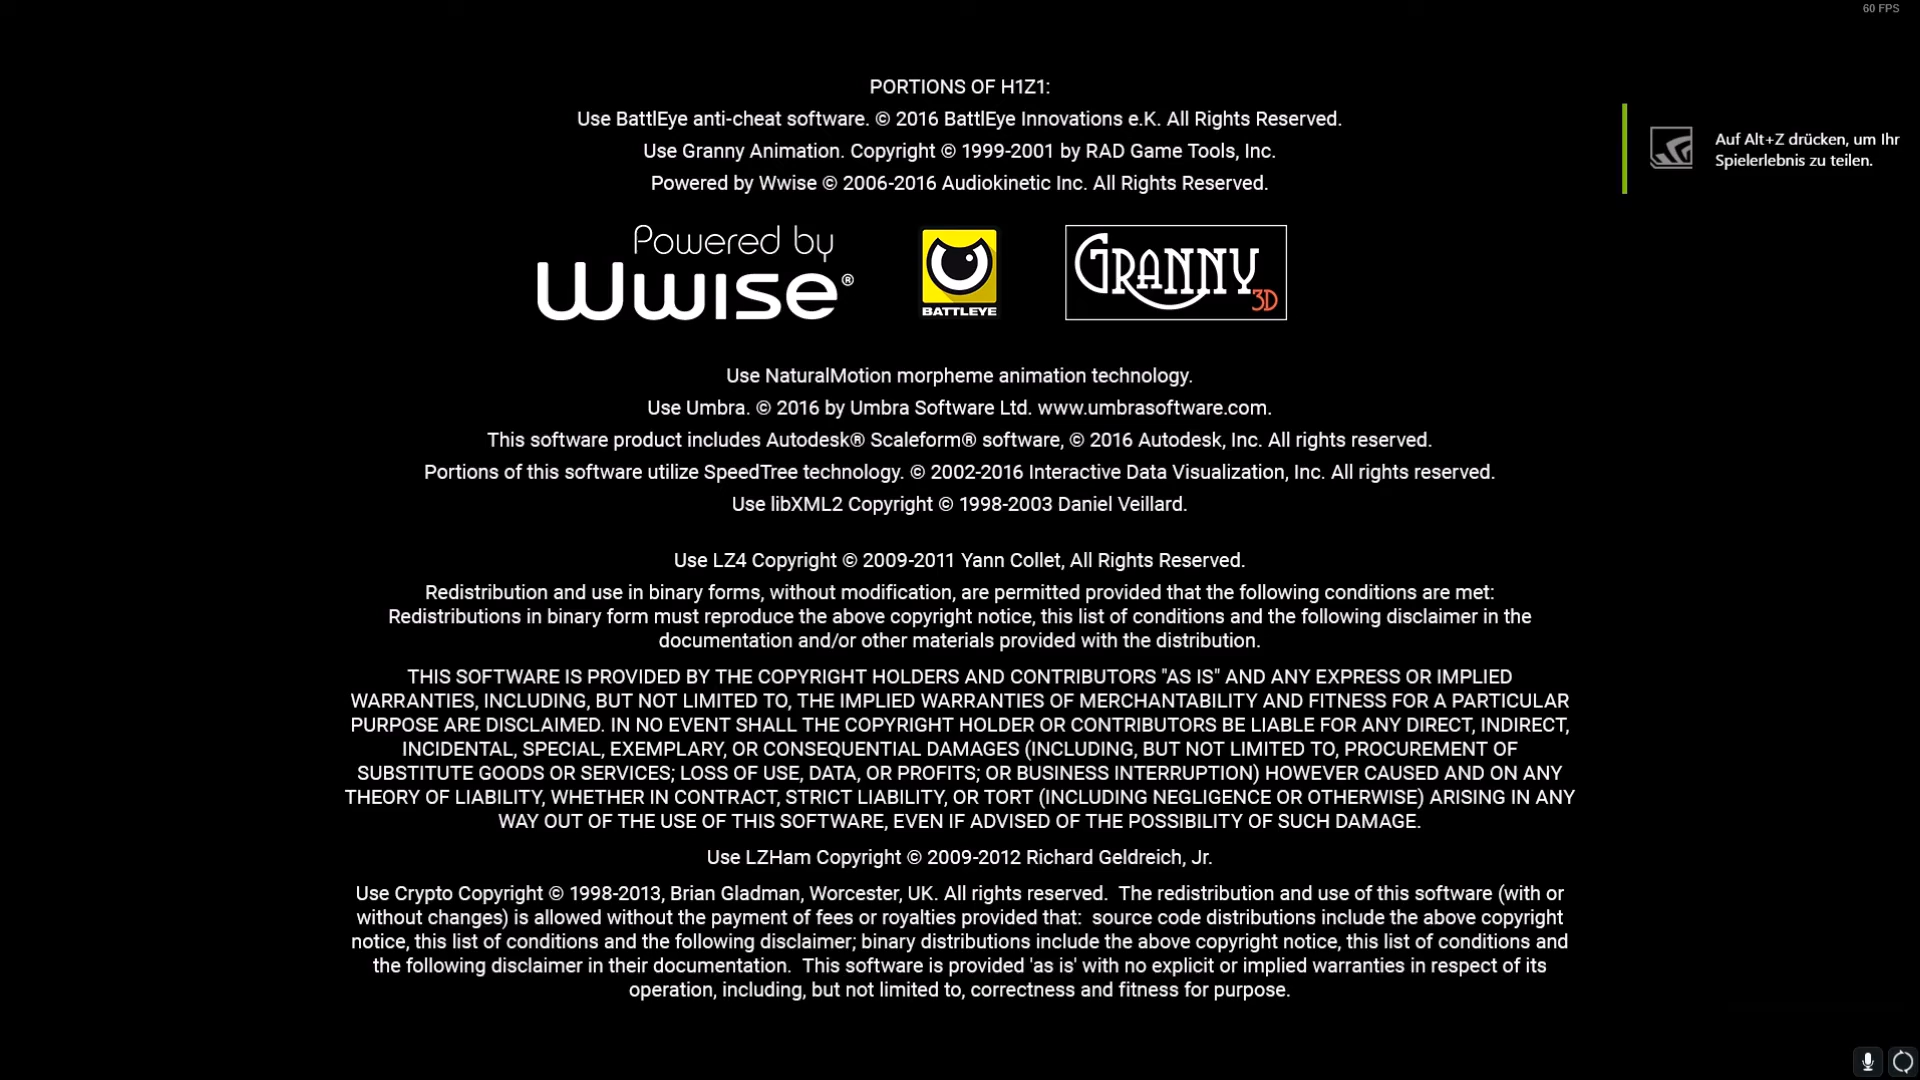 60 FPS
PORTIONS OF H1Z1:
Use BattlEye anti-cheat software. © 2016 BattlEye Innovations e.K. All Rights Reserved.
Use Granny Animation. Copyright © 1999-2001 by RAD Game Tools, Inc.
Powered by Wwise © 2006-2016 Audiokinetic Inc. All Rights Reserved.
Auf Alt+Z drücken, um Ihr
Spielerlebnis zu teilen.
Powered by
Wwise®
BATTLEYE
GRANNY
3D
Use NaturalMotion morpheme animation technology.
Use Umbra. © 2016 by Umbra Software Ltd. www.umbrasoftware.com.
This software product includes Autodesk® Scaleform® software, © 2016 Autodesk, Inc. All rights reserved.
Portions of this software utilize SpeedTree technology. © 2002-2016 Interactive Data Visualization, Inc. All rights reserved.
Use libXML2 Copyright © 1998-2003 Daniel Veillard.
Use LZ4 Copyright © 2009-2011 Yann Collet, All Rights Reserved.
Redistribution and use in binary forms, without modification, are permitted provided that the following conditions are met:
Redistributions in binary form must reproduce the above copyright notice, this list of conditions and the following disclaimer in the
documentation and/or other materials provided with the distribution.
THIS SOFTWARE IS PROVIDED BY THE COPYRIGHT HOLDERS AND CONTRIBUTORS "AS IS" AND ANY EXPRESS OR IMPLIED
WARRANTIES, INCLUDING, BUT NOT LIMITED TO, THE IMPLIED WARRANTIES OF MERCHANTABILITY AND FITNESS FOR A PARTICULAR
PURPOSE ARE DISCLAIMED. IN NO EVENT SHALL THE COPYRIGHT HOLDER OR CONTRIBUTORS BE LIABLE FOR ANY DIRECT, INDIRECT,
INCIDENTAL, SPECIAL, EXEMPLARY, OR CONSEQUENTIAL DAMAGES (INCLUDING, BUT NOT LIMITED TO, PROCUREMENT OF
SUBSTITUTE GOODS OR SERVICES; LOSS OF USE, DATA, OR PROFITS; OR BUSINESS INTERRUPTION) HOWEVER CAUSED AND ON ANY
THEORY OF LIABILITY, WHETHER IN CONTRACT, STRICT LIABILITY, OR TORT (INCLUDING NEGLIGENCE OR OTHERWISE) ARISING IN ANY
WAY OUT OF THE USE OF THIS SOFTWARE, EVEN IF ADVISED OF THE POSSIBILITY OF SUCH DAMAGE.
Use LZHam Copyright © 2009-2012 Richard Geldreich, Jr.
Use Crypto Copyright © 1998-2013, Brian Gladman, Worcester, UK. All rights reserved.  The redistribution and use of this software (with or
without changes) is allowed without the payment of fees or royalties provided that:  source code distributions include the above copyright
notice, this list of conditions and the following disclaimer; binary distributions include the above copyright notice, this list of conditions and
the following disclaimer in their documentation.  This software is provided 'as is' with no explicit or implied warranties in respect of its
operation, including, but not limited to, correctness and fitness for purpose.